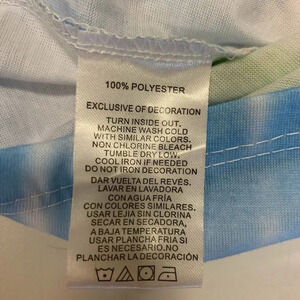 100% POLYESTER
EXCLUSIVE OF DECORATION
TURN INSIDE OUT.
MACHINE WASH COLD
WITH SIMILAR COLORS.
NON CHLORINE BLEACH
TUMBLE DRY LOW.
COOL IRON IF NEEDED
DO NOT IRON DECORATION
DAR VUELTA DEL REVÉS.
LAVAR EN LAVADORA
CON AGUA FRÍA
CON COLORES SIMILARES.
USAR LEJIA SIN CLORINA
SECAR EN SECADORA,
A BAJA TEMPERATURA
USAR PLANCHA FRIA SI
ES NECESARIO.NO
PLANCHAR LA DECORACIÓN